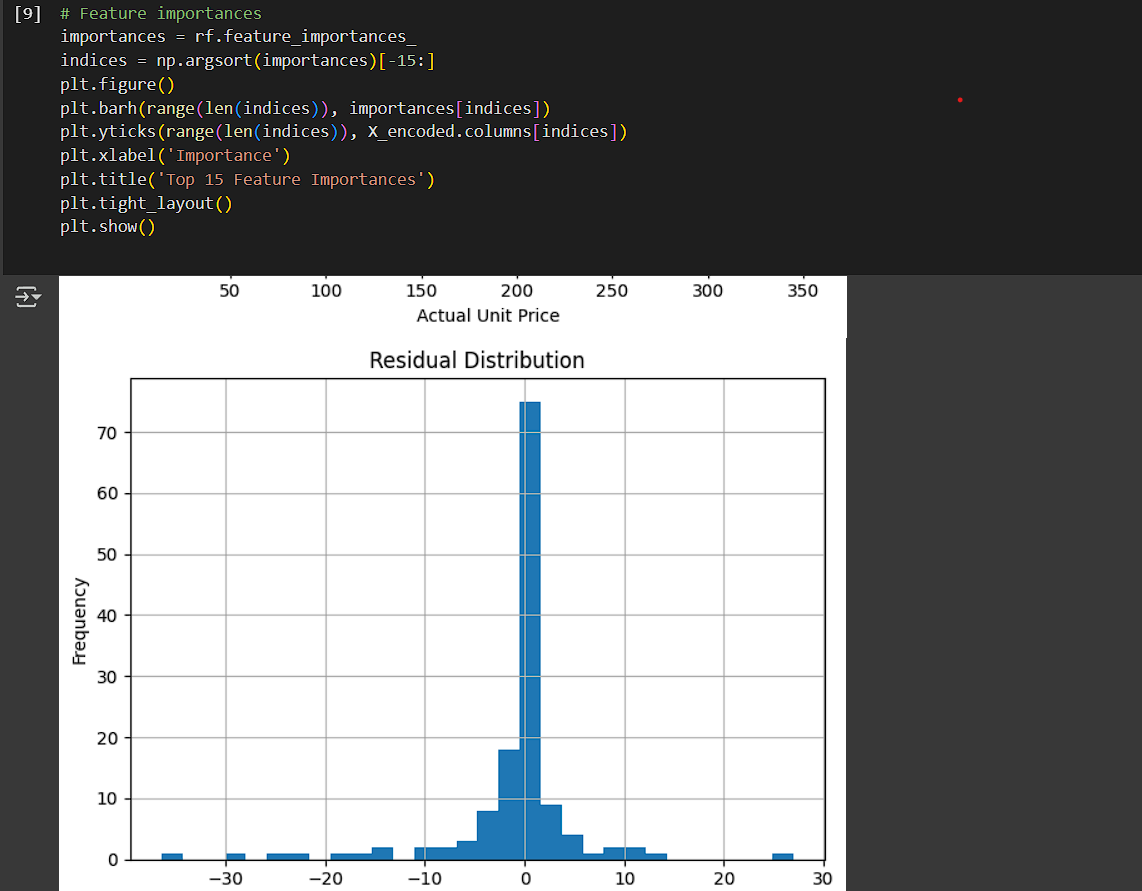 [9] # Feature importances
importances = rf.feature_importances_
indices = np.argsort(importances)[-15:]
plt.figure()
plt.barh(range(len(indices)), importances[indices])
plt.yticks(range(len(indices)), X_encoded.columns[indices])
plt.xlabel('Importance')
plt.title('Top 15 Feature Importances')
plt.tight_layout()
plt.show()
50 100 150 200 250 300 350
Actual Unit Price
Residual Distribution
70
60
50
40
30
20
10
0
Frequency
−30 −20 −10 0 10 20 30